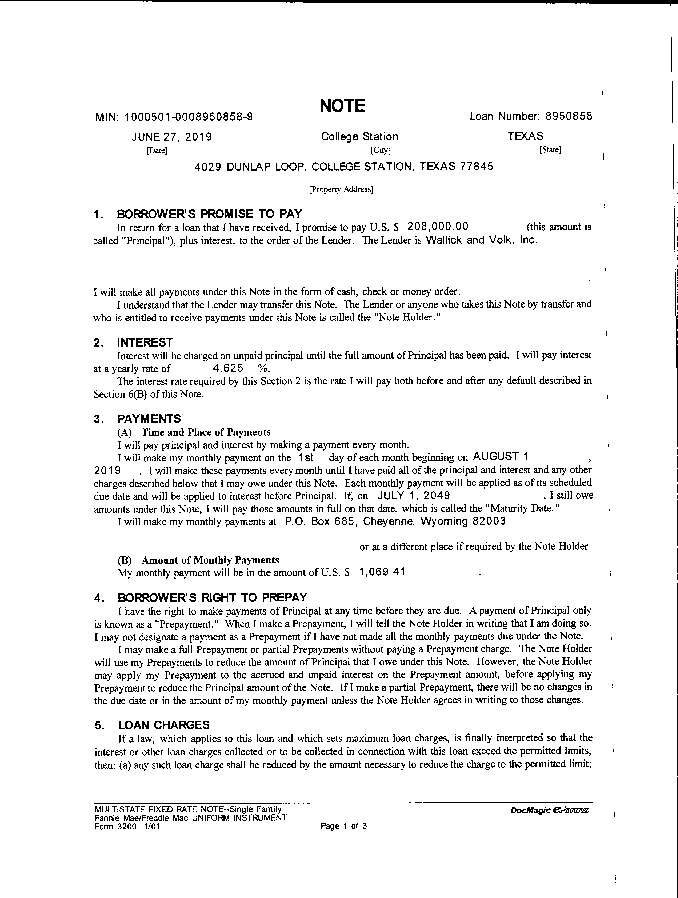 NOTE
MIN: 1000501-0008950858-9
Loan Number: 8950858
JUNE 27, 2019 College Station TEXAS
[Date] [City] [State]
4029 DUNLAP LOOP, COLLEGE STATION, TEXAS 77845
[Property Address]
1. BORROWER'S PROMISE TO PAY
In return for a loan that I have received, I promise to pay U.S. $ 208,000.00 (this amount is
called "Principal"), plus interest, to the order of the Lender. The Lender is Wallick and Volk, Inc.
I will make all payments under this Note in the form of cash, check or money order.
I understand that the Lender may transfer this Note. The Lender or anyone who takes this Note by transfer and
who is entitled to receive payments under this Note is called the "Note Holder."
2. INTEREST
Interest will be charged on unpaid principal until the full amount of Principal has been paid. I will pay interest
at a yearly rate of 4.625 %.
The interest rate required by this Section 2 is the rate I will pay both before and after any default described in
Section 6(B) of this Note.
3. PAYMENTS
(A) Time and Place of Payments
I will pay principal and interest by making a payment every month.
I will make my monthly payment on the 1st day of each month beginning on AUGUST 1 ,
2019 . I will make these payments every month until I have paid all of the principal and interest and any other
charges described below that I may owe under this Note. Each monthly payment will be applied as of its scheduled
due date and will be applied to interest before Principal. If, on JULY 1, 2049 , I still owe
amounts under this Note, I will pay those amounts in full on that date, which is called the "Maturity Date."
I will make my monthly payments at P.O. Box 685, Cheyenne, Wyoming 82003
or at a different place if required by the Note Holder
(B) Amount of Monthly Payments
My monthly payment will be in the amount of U.S. $ 1,069.41 .
4. BORROWER'S RIGHT TO PREPAY
I have the right to make payments of Principal at any time before they are due. A payment of Principal only
is known as a "Prepayment." When I make a Prepayment, I will tell the Note Holder in writing that I am doing so.
I may not designate a payment as a Prepayment if I have not made all the monthly payments due under the Note.
I may make a full Prepayment or partial Prepayments without paying a Prepayment charge. The Note Holder
will use my Prepayments to reduce the amount of Principal that I owe under this Note. However, the Note Holder
may apply my Prepayment to the accrued and unpaid interest on the Prepayment amount, before applying my
Prepayment to reduce the Principal amount of the Note. If I make a partial Prepayment, there will be no changes in
the due date or in the amount of my monthly payment unless the Note Holder agrees in writing to those changes.
5. LOAN CHARGES
If a law, which applies to this loan and which sets maximum loan charges, is finally interpreted so that the
interest or other loan charges collected or to be collected in connection with this loan exceed the permitted limits,
then: (a) any such loan charge shall be reduced by the amount necessary to reduce the charge to the permitted limit;
MULTISTATE FIXED RATE NOTE--Single Family
Fannie Mae/Freddie Mac UNIFORM INSTRUMENT
Form 3200 1/01
Page 1 of 3
DocMagic